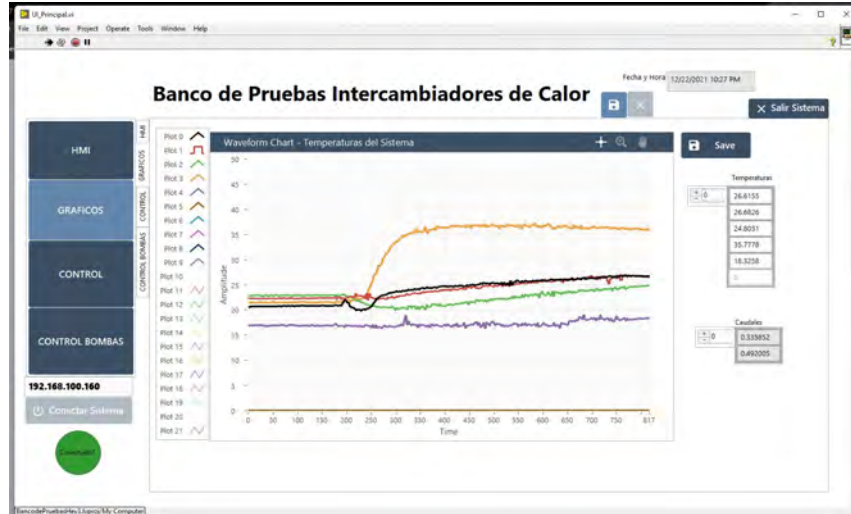 UI_Principal.vi
File Edit View Project Operate Tools Window Help
Fecha y Hora
12/22/2021 10:27 PM
Banco de Pruebas Intercambiadores de Calor
Salir Sistema
HMI
GRAFICOS
CONTROL
CONTROL BOMBAS
192.168.100.160
Conectar Sistema
HMI
GRAFICOS
CONTROL
CONTROL BOMBAS
Plot 0
Plot 1
Plot 2
Plot 3
Plot 4
Plot 5
Plot 6
Plot 7
Plot 8
Plot 9
Plot 10
Plot 11
Plot 12
Plot 13
Plot 14
Plot 15
Plot 16
Plot 17
Plot 18
Plot 19
Plot 20
Plot 21
Waveform Chart - Temperaturas del Sistema
Amplitude
50
45
40
35
30
25
20
15
10
5
0
0 50 100 150 200 250 300 350 400 450 500 550 600 650 700 750 817
Time
Save
Temperaturas
0
26.6155
26.6826
24.8031
35.7778
18.3258
0
Caudales
0
0.335852
0.492005